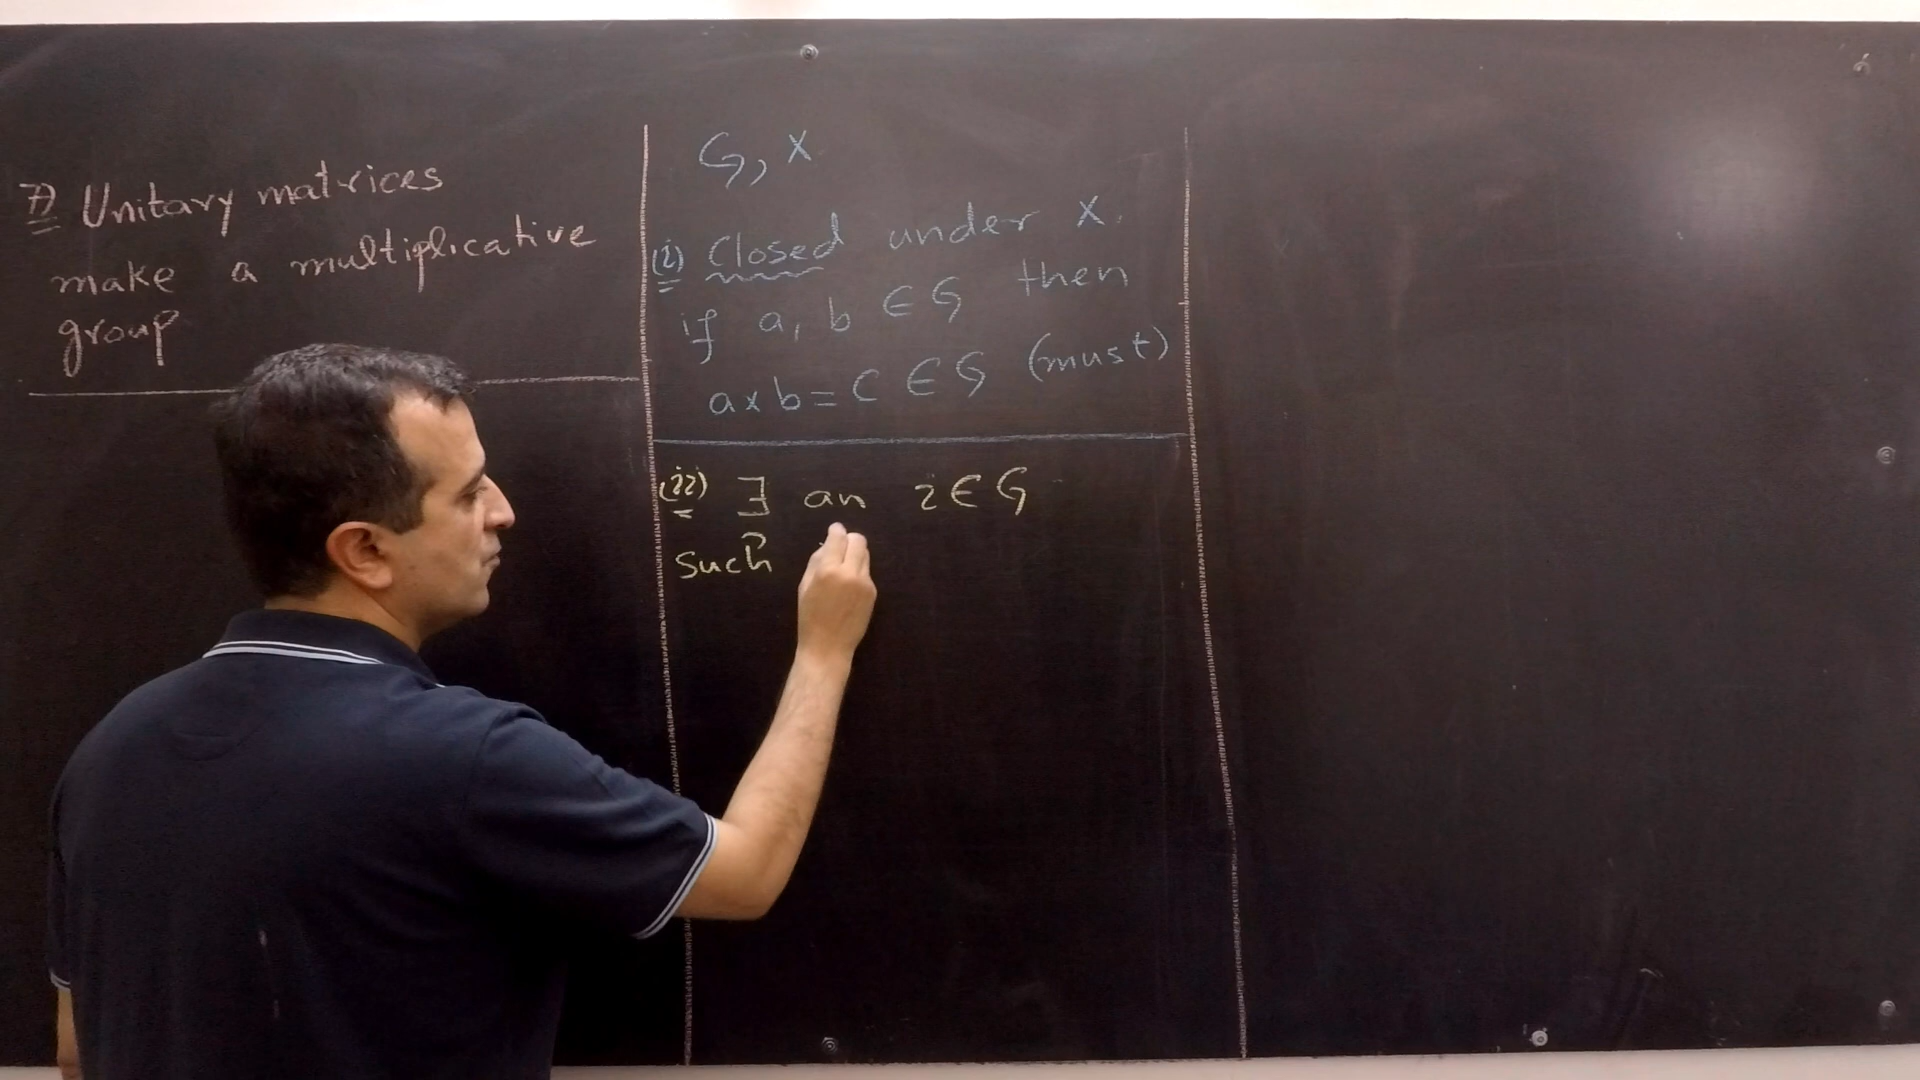 7) Unitary matrices
make a multiplicative
group
G, x
(i) Closed under x.
if a, b ∈ G then
a x b = c ∈ G (must)
(ii) ∃ an i ∈ G
such